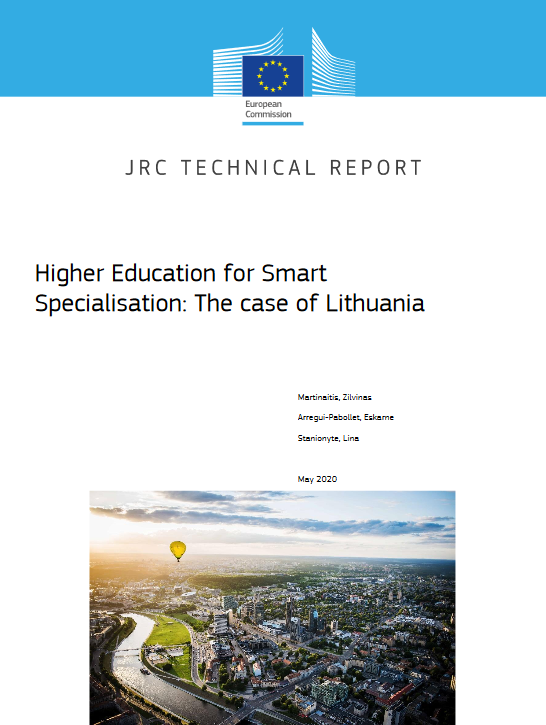 European
Commission
JRC TECHNICAL REPORT
Higher Education for Smart
Specialisation: The case of Lithuania
Martinaitis, Zilvinas
Arregui-Pabollet, Eskarne
Stanionyte, Lina
May 2020